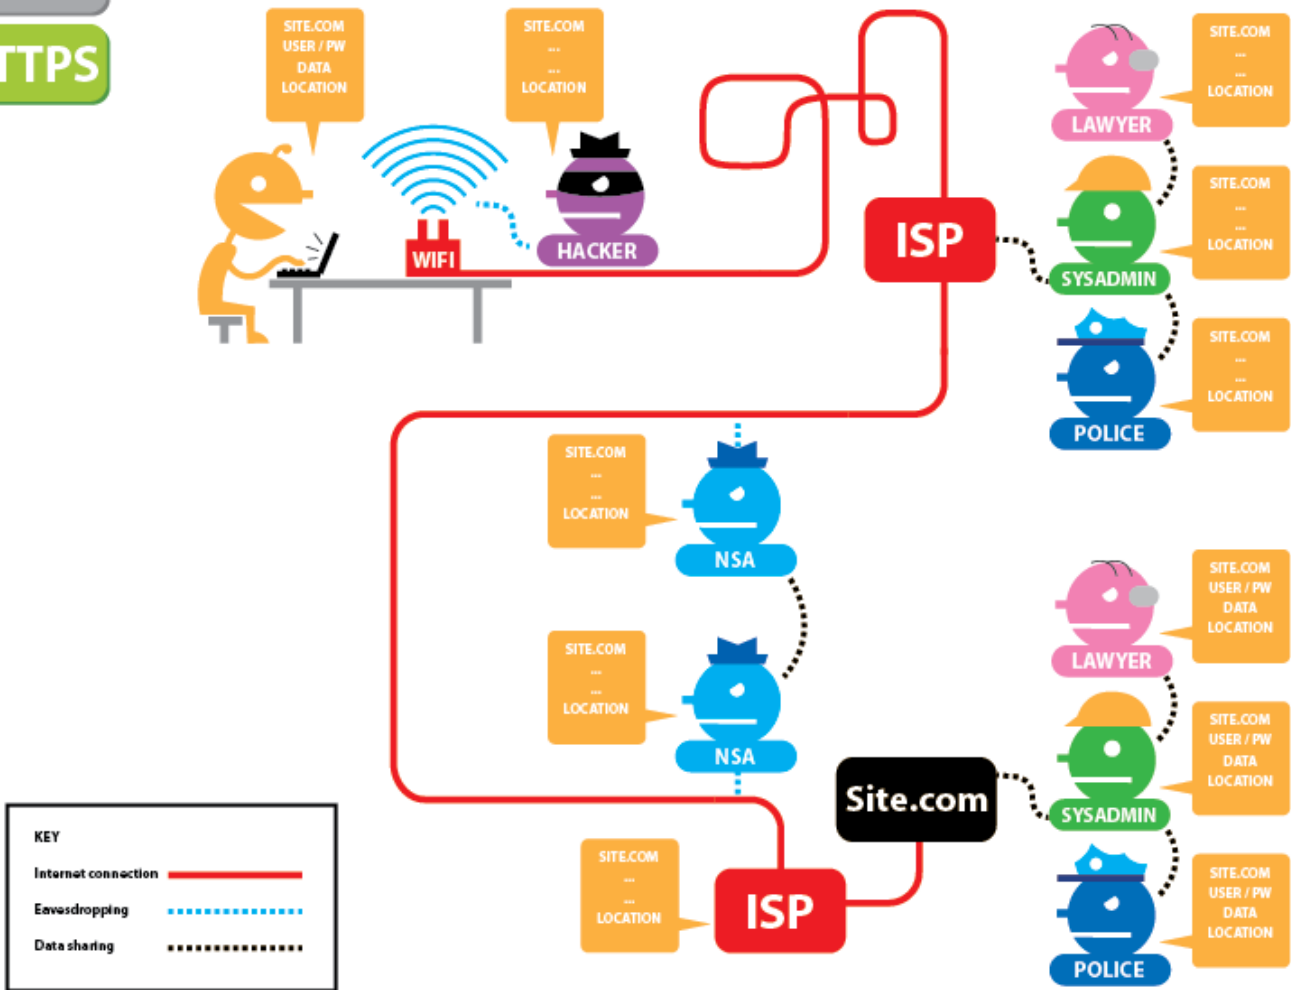 TTPS
SITE.COM
USER / PW
DATA
LOCATION
SITE.COM
...
...
LOCATION
WIFI
HACKER
ISP
SITE.COM
...
...
LOCATION
LAWYER
SITE.COM
...
...
LOCATION
SYSADMIN
SITE.COM
...
...
LOCATION
POLICE
SITE.COM
...
...
LOCATION
NSA
SITE.COM
...
...
LOCATION
NSA
SITE.COM
USER / PW
DATA
LOCATION
LAWYER
SITE.COM
USER / PW
DATA
LOCATION
SYSADMIN
SITE.COM
USER / PW
DATA
LOCATION
POLICE
Site.com
SITE.COM
...
...
LOCATION
ISP
KEY
Internet connection
Eavesdropping
Data sharing